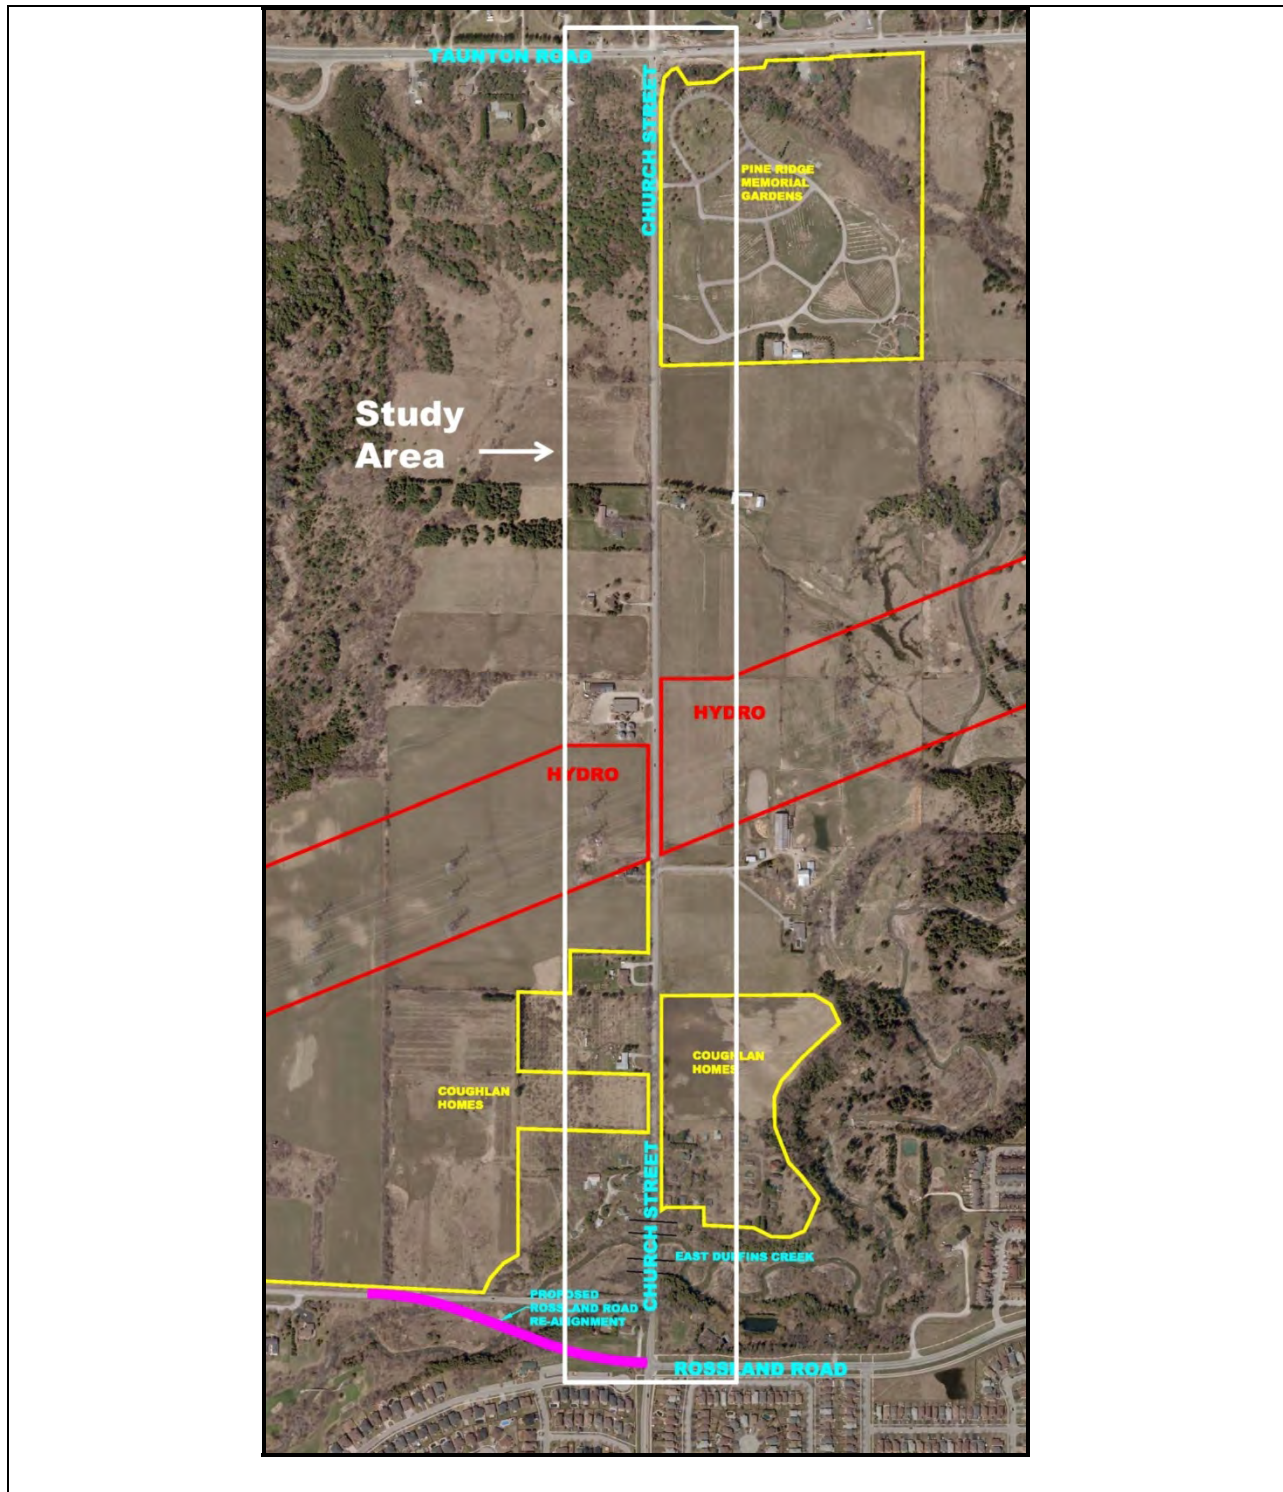 TAUNTON ROAD
CHURCH STREET
PINE RIDGE
MEMORIAL
GARDENS
Study
Area
HYDRO
HYDRO
COUGHLAN
HOMES
COUGHLAN
HOMES
CHURCH STREET
EAST DUFFINS CREEK
PROPOSED
ROSSLAND ROAD
RE-ALIGNMENT
ROSSLAND ROAD